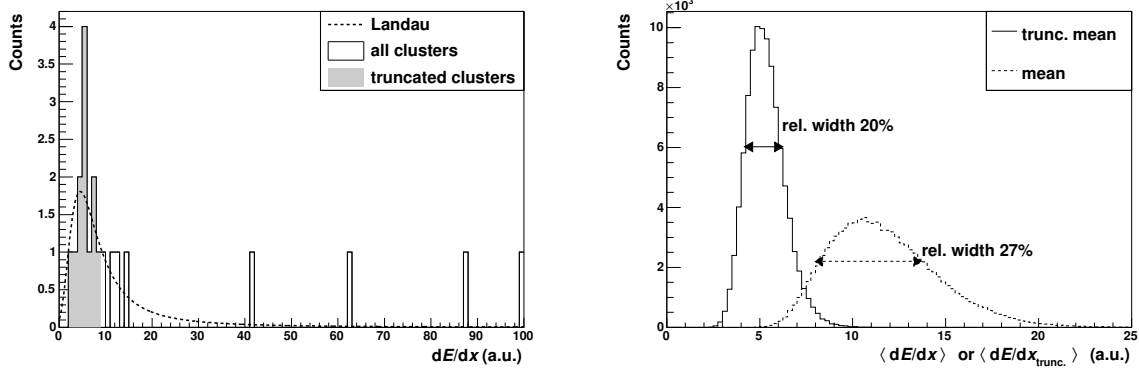 Counts
4
3.5
3
2.5
2
1.5
1
0.5
0
0 10 20 30 40 50 60 70 80 90 100
dE/dx (a.u.)
Landau
all clusters
truncated clusters
×10³
Counts
10
8
6
4
2
0
0 5 10 15 20 25
⟨ dE/dx ⟩ or ⟨ dE/dx_trunc. ⟩ (a.u.)
trunc. mean
mean
rel. width 20%
rel. width 27%